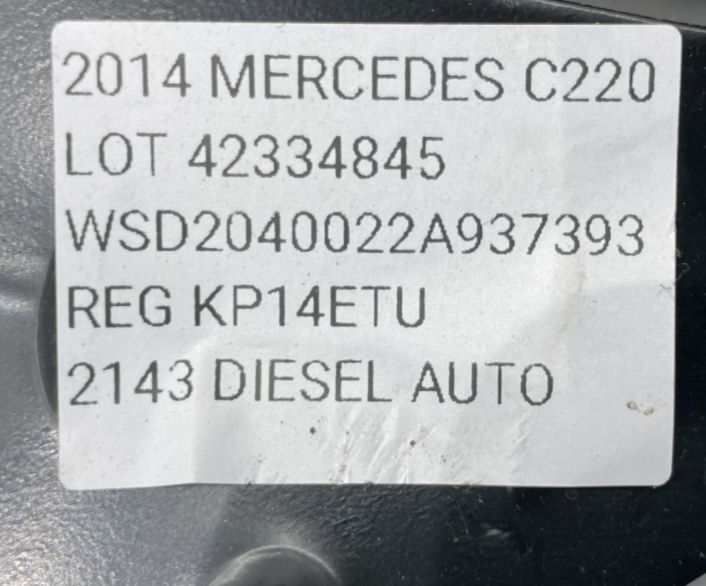 2014 MERCEDES C220
LOT 42334845
WSD2040022A937393
REG KP14ETU
2143 DIESEL AUTO